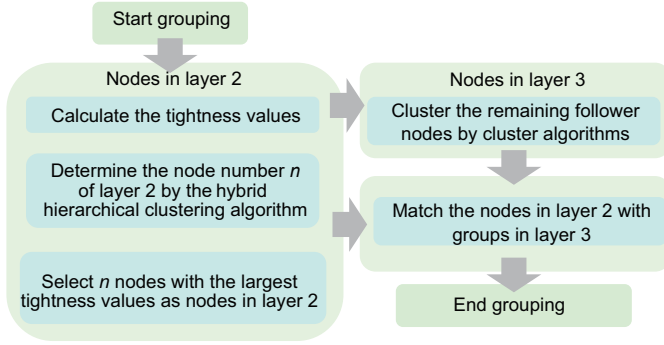 Start grouping
Nodes in layer 2
Calculate the tightness values
Determine the node number n
of layer 2 by the hybrid
hierarchical clustering algorithm
Select n nodes with the largest
tightness values as nodes in layer 2
Nodes in layer 3
Cluster the remaining follower
nodes by cluster algorithms
Match the nodes in layer 2 with
groups in layer 3
End grouping